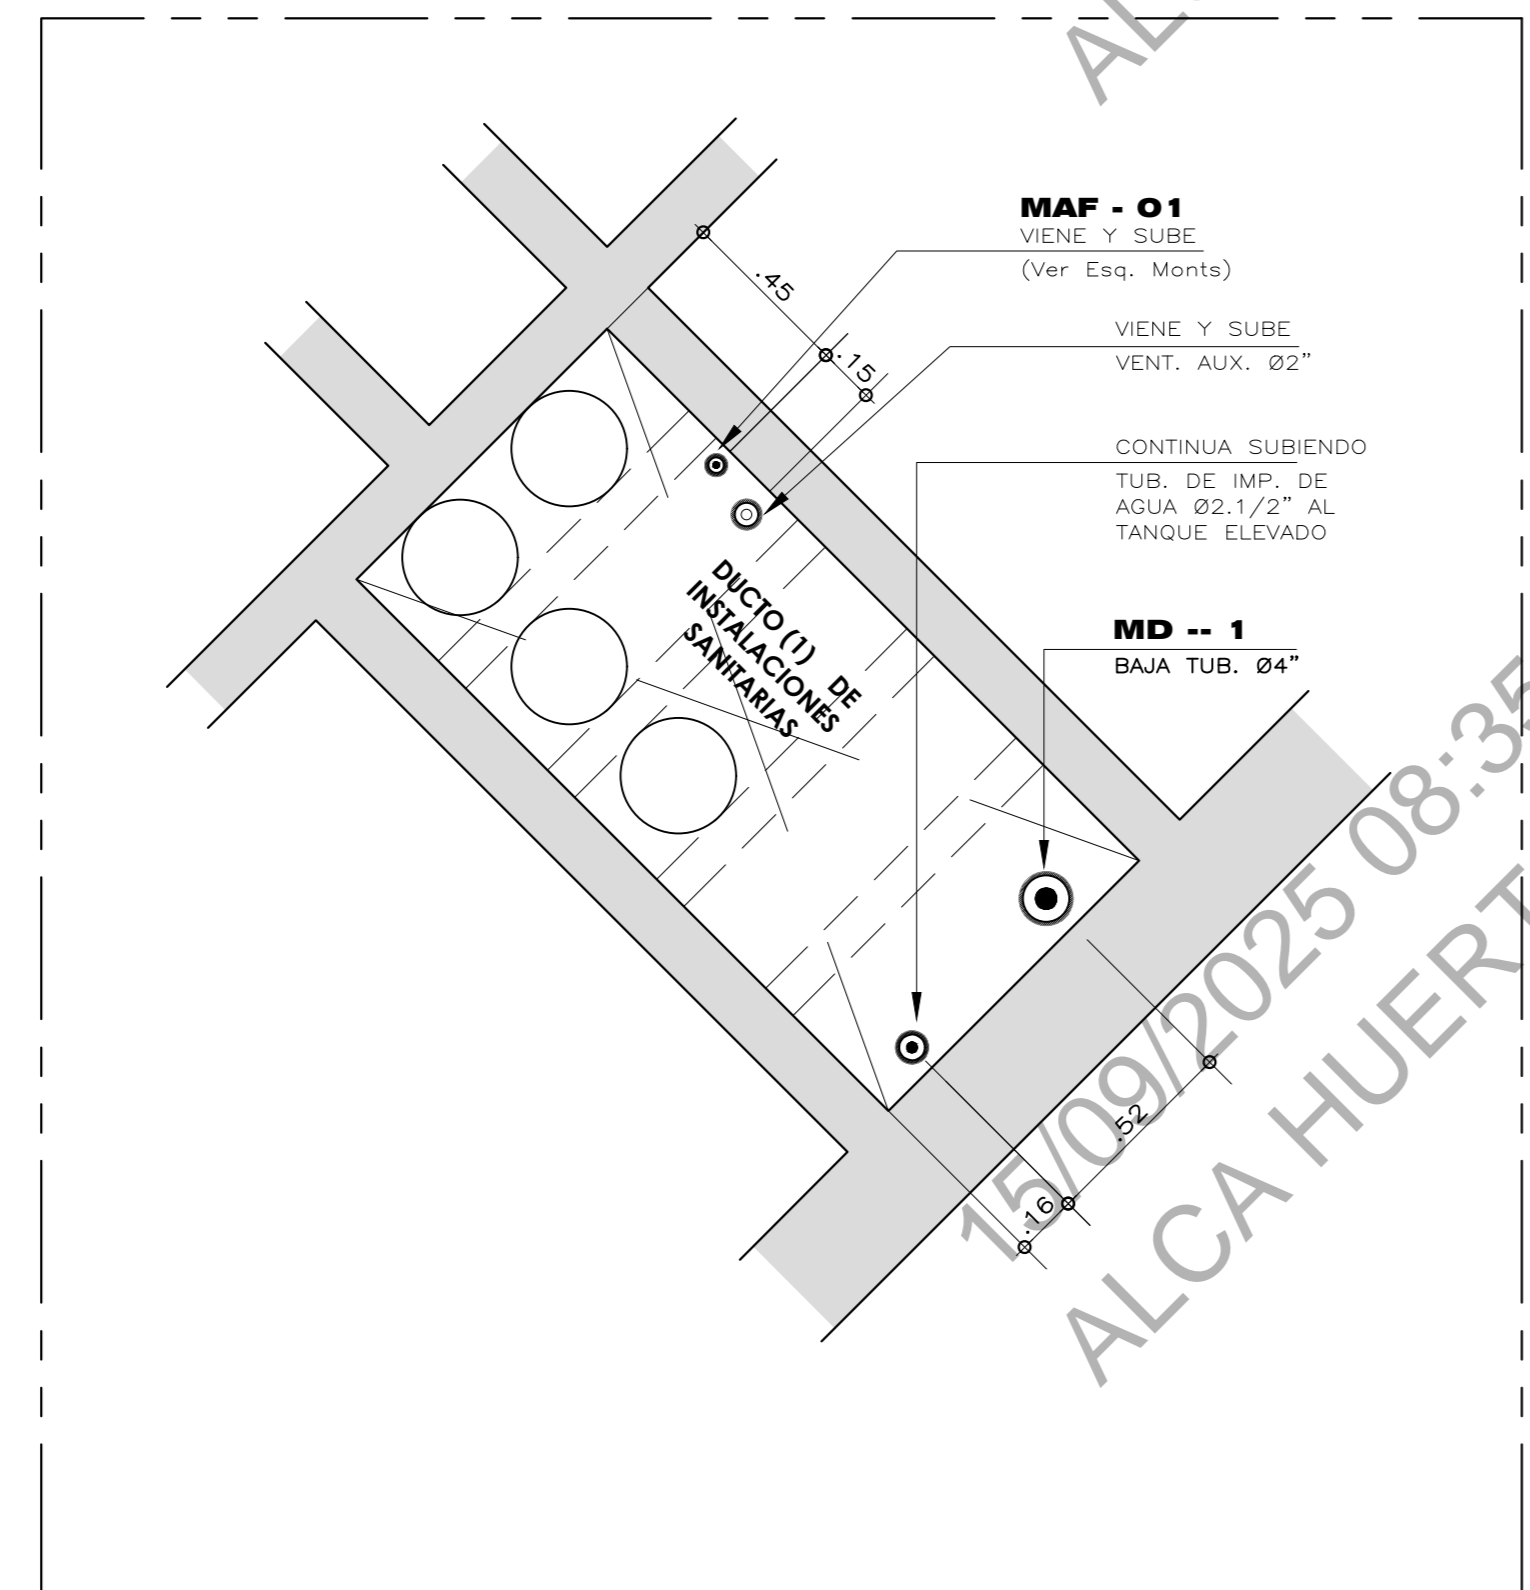 AL
MAF - 01
VIENE Y SUBE
(Ver Esq. Monts)
.45
.15
VIENE Y SUBE
VENT. AUX. Ø2”
CONTINUA SUBIENDO
TUB. DE IMP. DE
AGUA Ø2.1/2” AL
TANQUE ELEVADO
DUCTO (1) DE
INSTALACIONES
SANITARIAS
MD -- 1
BAJA TUB. Ø4”
.52
.16
15/09/2025 08:35
ALCA HUERT